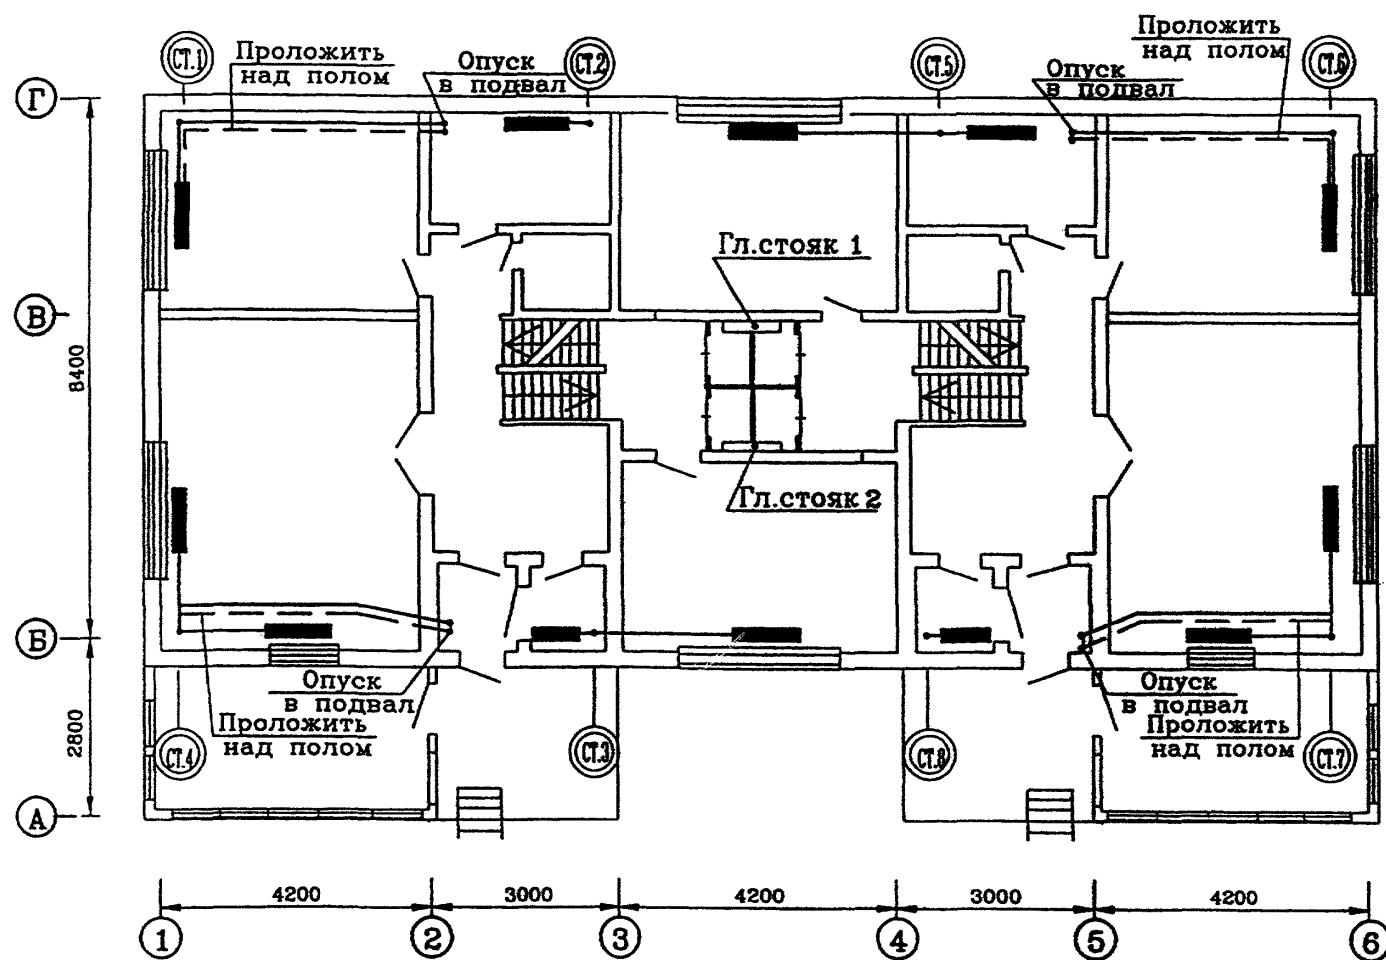 Проложить
над полом
Опуск
в подвал
Проложить
над полом
Опуск
в подвал
СТ.1
СТ.2
СТ.5
СТ.6
Г
Гл.стояк 1
В
8400
Гл.стояк 2
Б
Опуск
в подвал
Проложить
над полом
Опуск
в подвал
Проложить
над полом
2800
СТ.4
СТ.3
СТ.8
СТ.7
А
4200
3000
4200
3000
4200
1
2
3
4
5
6